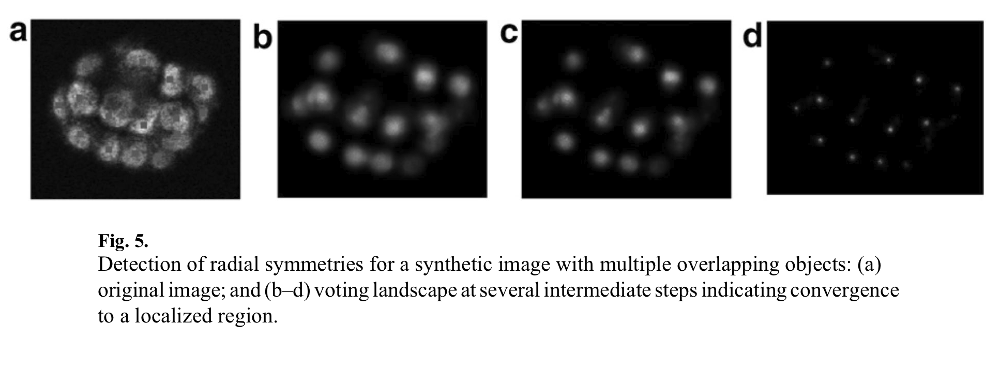 a b c d
Fig. 5.
Detection of radial symmetries for a synthetic image with multiple overlapping objects: (a)
original image; and (b–d) voting landscape at several intermediate steps indicating convergence
to a localized region.